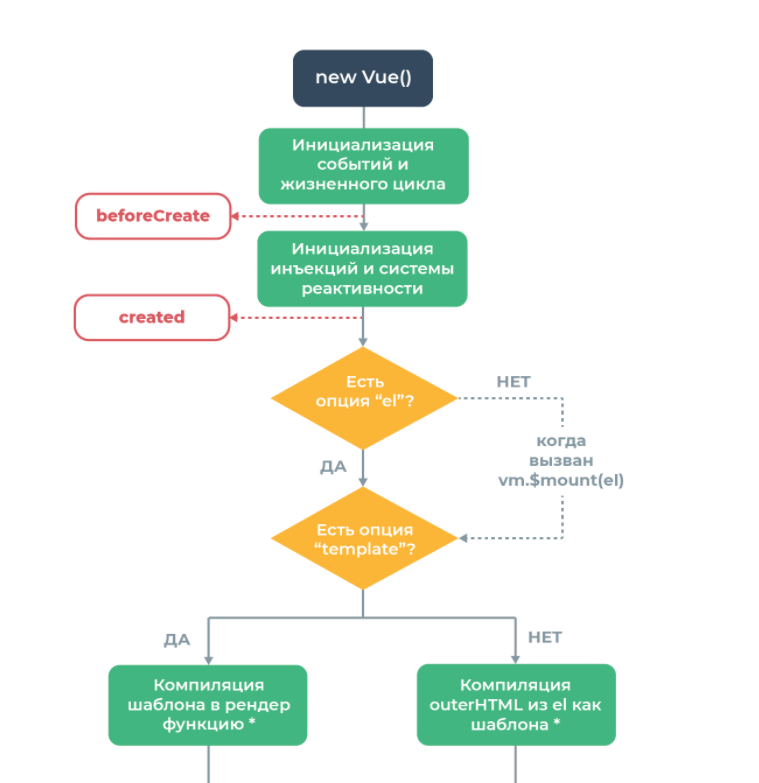 new Vue()
Инициализация
событий и
жизненного цикла
beforeCreate
Инициализация
инъекций и системы
реактивности
created
Есть
опция “el”?
НЕТ
когда
вызван
vm.$mount(el)
ДА
Есть опция
“template”?
ДА
НЕТ
Компиляция
шаблона в рендер
функцию *
Компиляция
outerHTML из el как
шаблона *